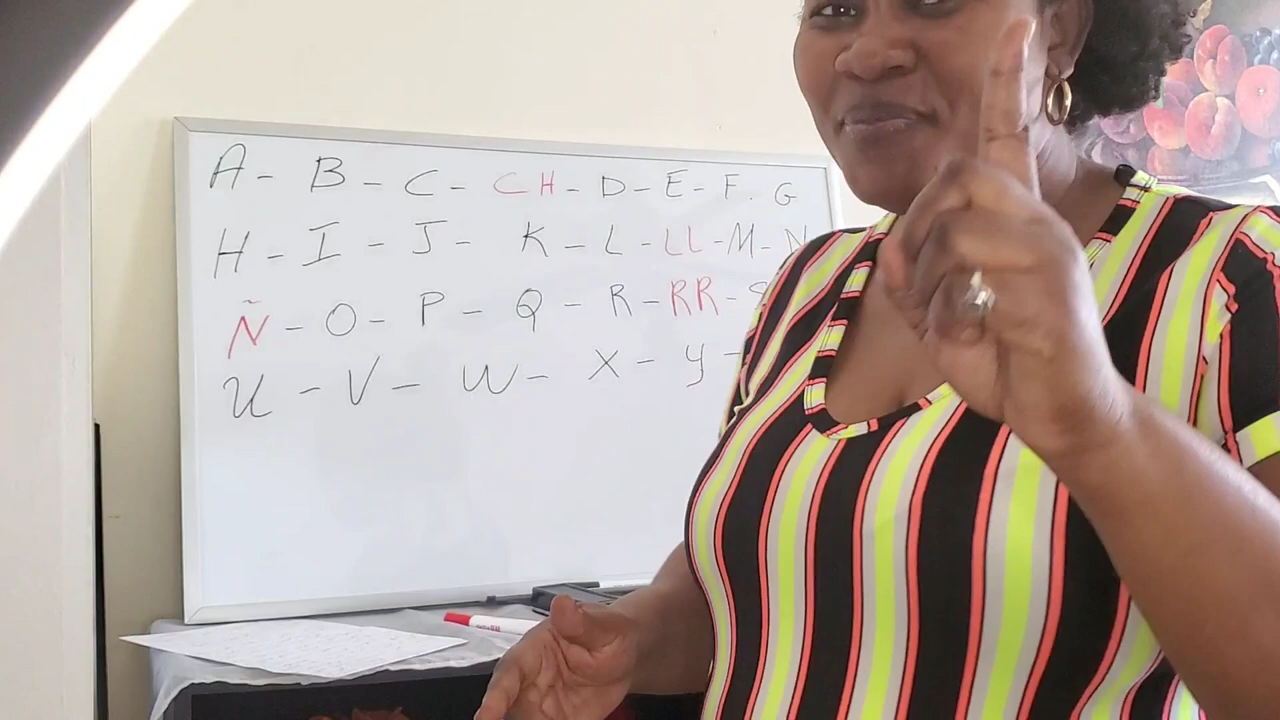 A - B - C - CH - D - E - F . G
H - I - J - K - L - LL - M - N
Ñ - O - P - Q - R - RR - S
U - V - W - X - Y -